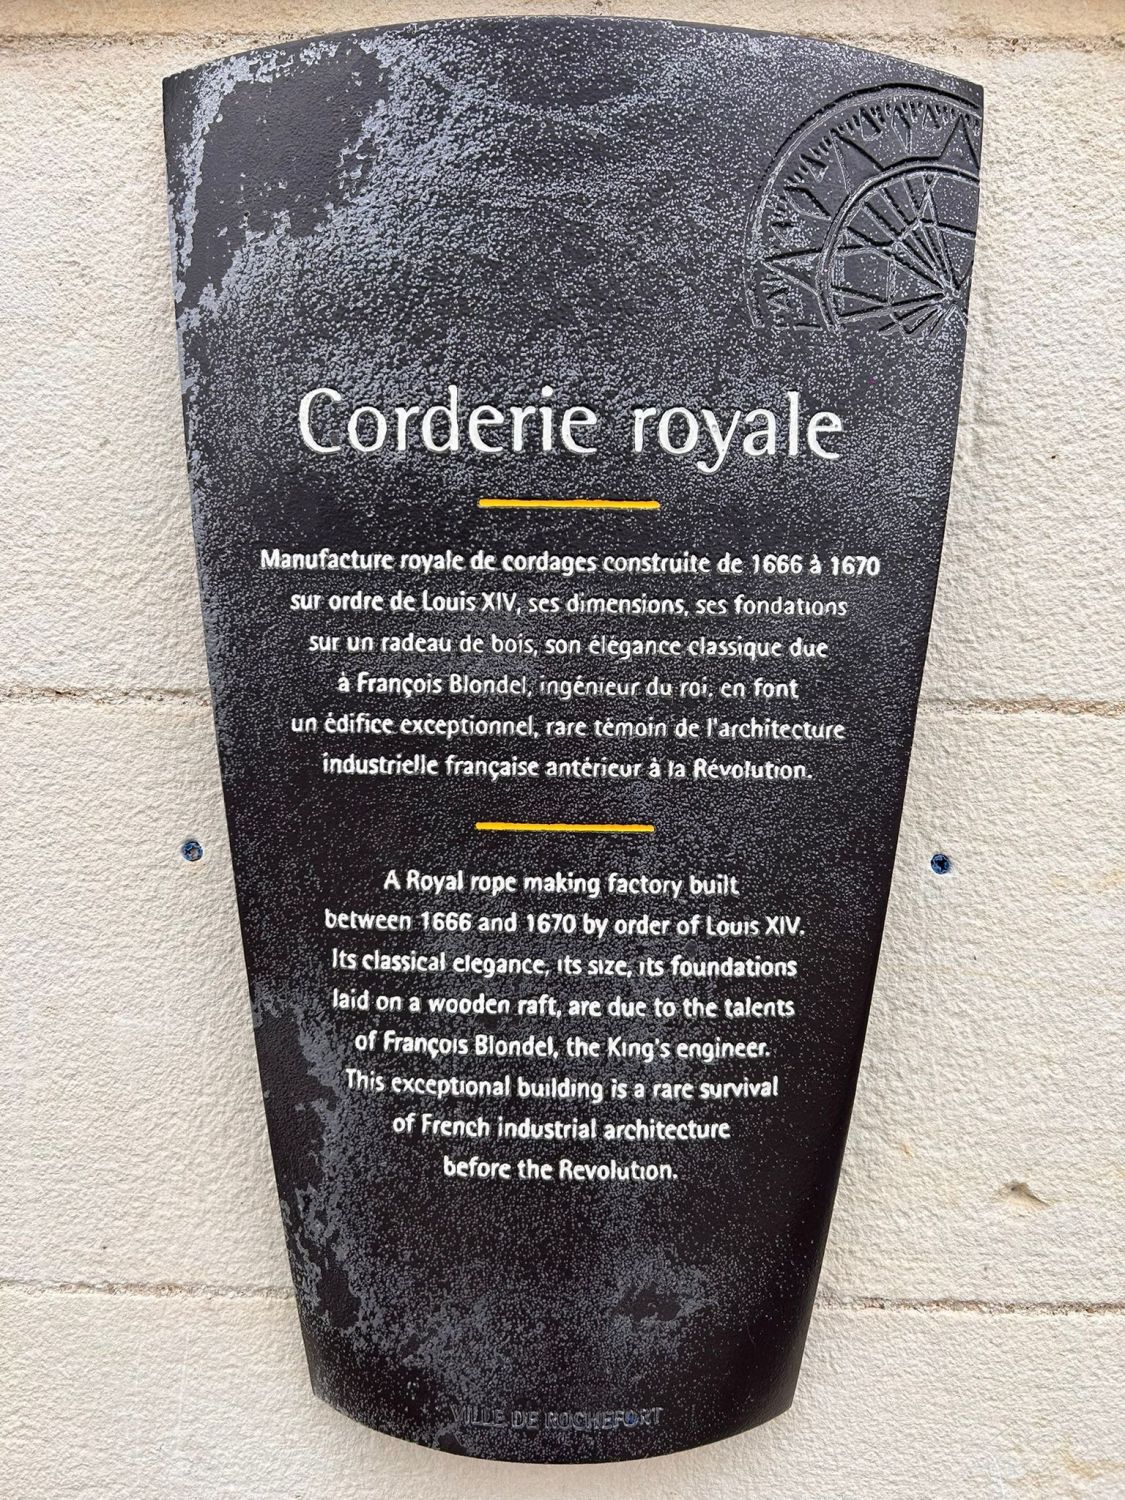 Corderie royale
Manufacture royale de cordages construite de 1666 à 1670
sur ordre de Louis XIV, ses dimensions, ses fondations
sur un radeau de bois, son élégance classique due
à François Blondel, ingénieur du roi, en font
un édifice exceptionnel, rare témoin de l'architecture
industrielle française antérieur à la Révolution.
A Royal rope making factory built
between 1666 and 1670 by order of Louis XIV.
Its classical elegance, its size, its foundations
laid on a wooden raft, are due to the talents
of François Blondel, the King's engineer.
This exceptional building is a rare survival
of French industrial architecture
before the Revolution.
VILLE DE ROCHEFORT